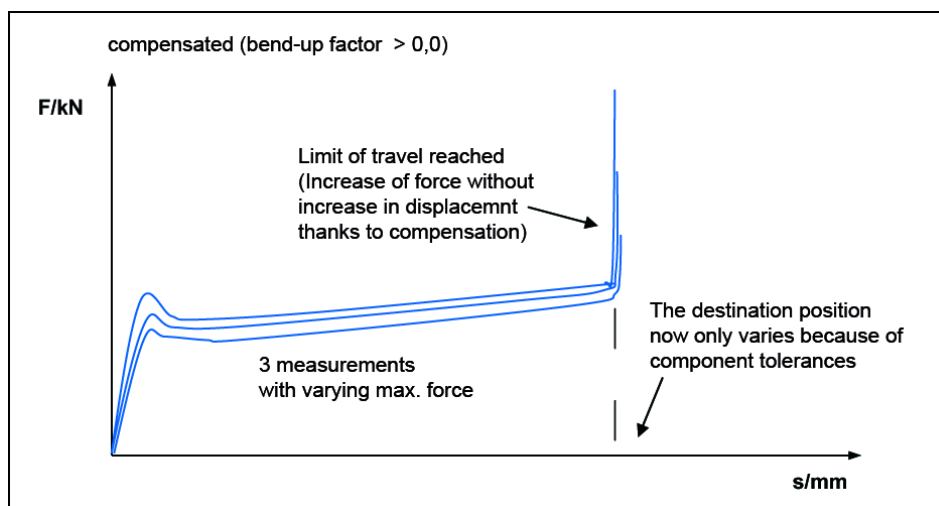 compensated (bend-up factor > 0,0)
F/kN
Limit of travel reached
(Increase of force without
increase in displacemnt
thanks to compensation)
The destination position
now only varies because of
component tolerances
3 measurements
with varying max. force
s/mm